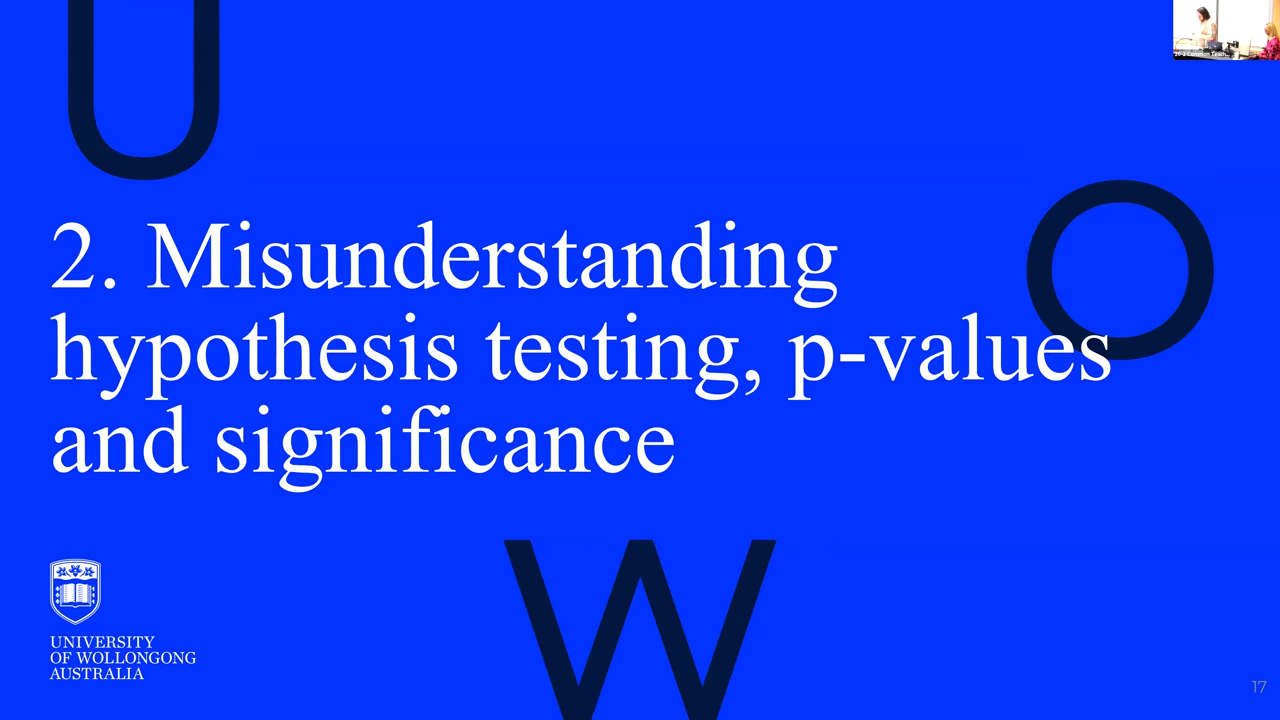 U
O
2. Misunderstanding
hypothesis testing, p-values
and significance
W
UNIVERSITY
OF WOLLONGONG
AUSTRALIA
17